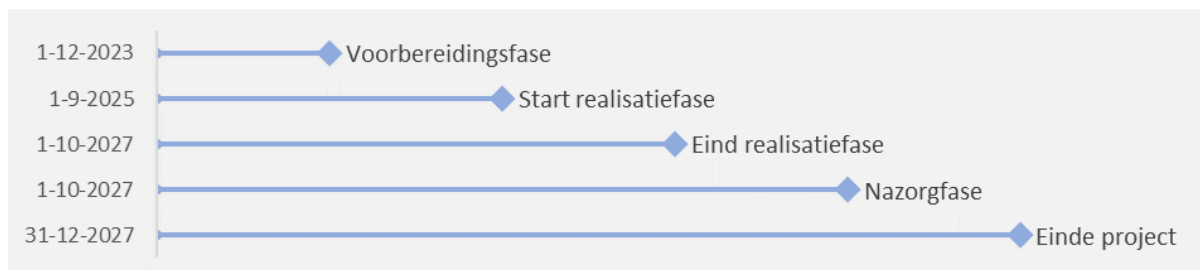 1-12-2023 Voorbereidingsfase
1-9-2025 Start realisatiefase
1-10-2027 Eind realisatiefase
1-10-2027 Nazorgfase
31-12-2027 Einde project